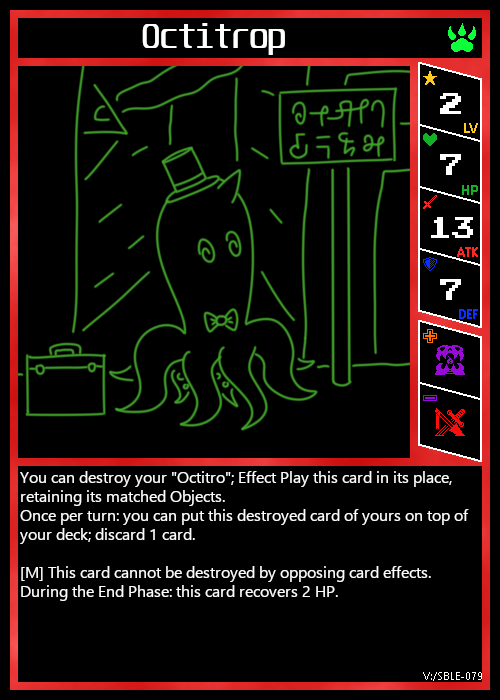 Octitrop
2
LV
7
HP
13
ATK
7
DEF
You can destroy your "Octitro"; Effect Play this card in its place,
retaining its matched Objects.
Once per turn: you can put this destroyed card of yours on top of
your deck; discard 1 card.
[M] This card cannot be destroyed by opposing card effects.
During the End Phase: this card recovers 2 HP.
V:/SBLE-079